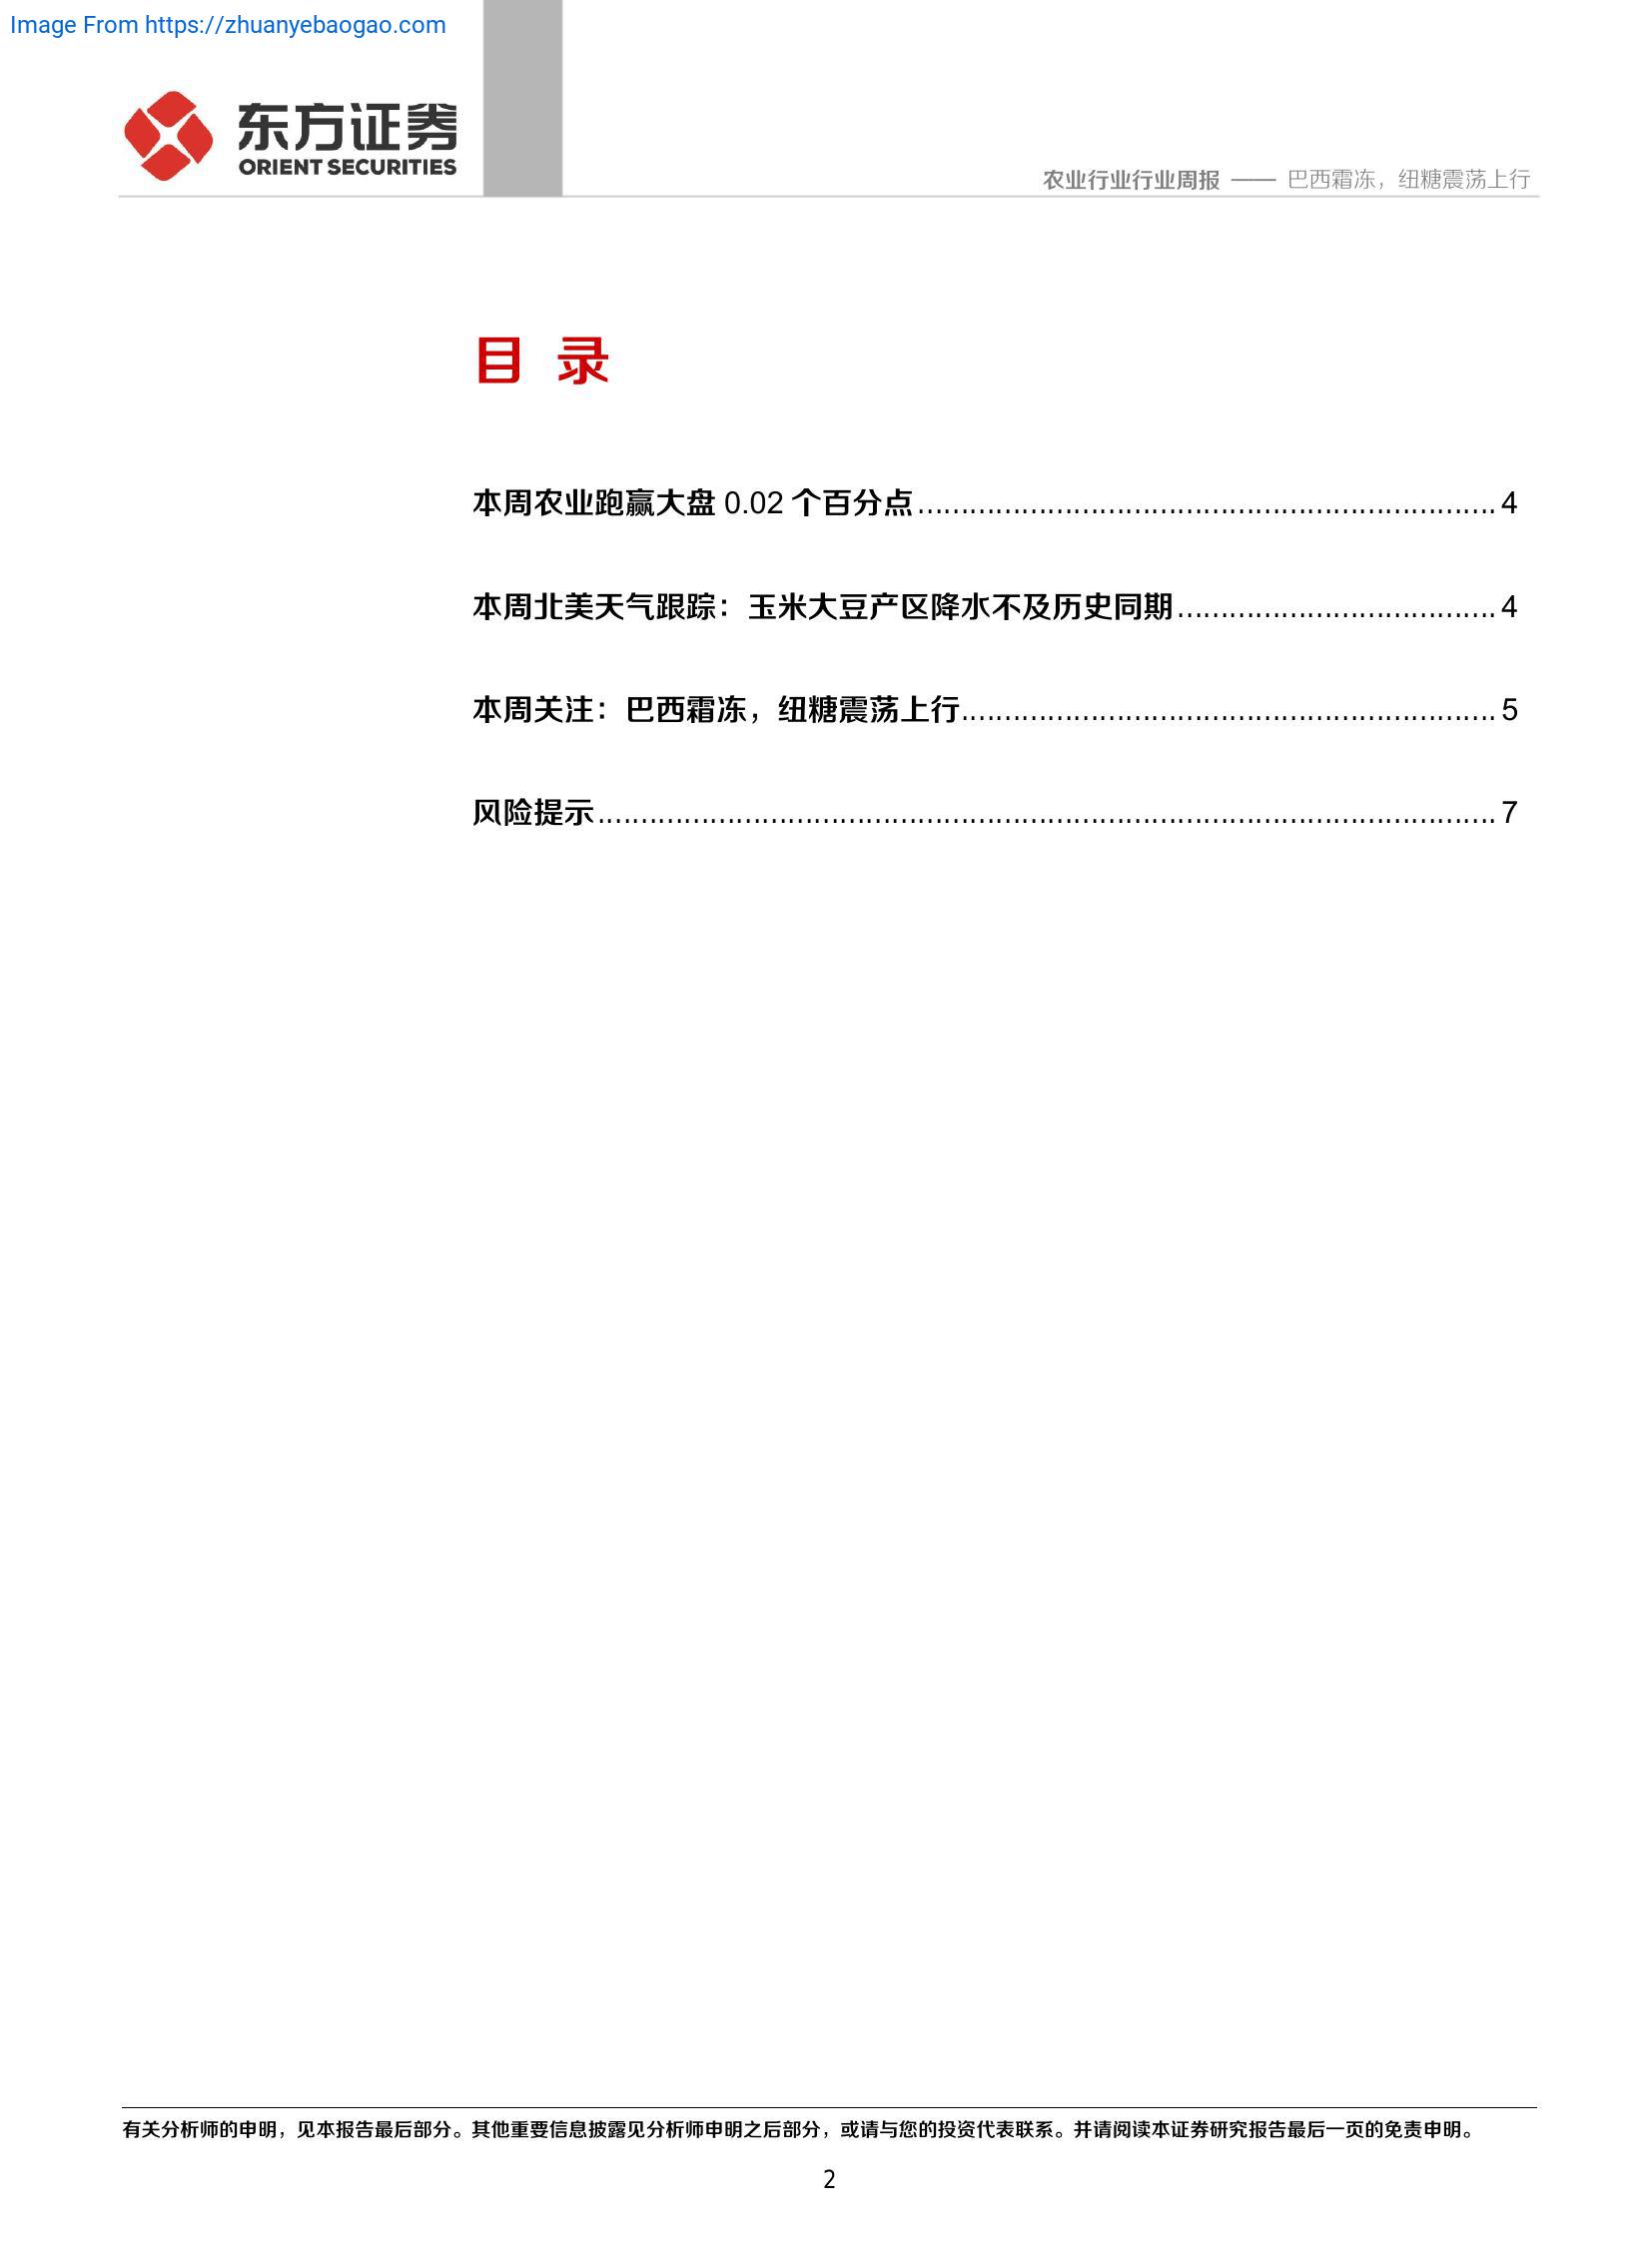 Image From https://zhuanyebaogao.com
东方证券
ORIENT SECURITIES
农业行业行业周报 —— 巴西霜冻，纽糖震荡上行
目 录
本周农业跑赢大盘 0.02 个百分点 4
本周北美天气跟踪：玉米大豆产区降水不及历史同期 4
本周关注：巴西霜冻，纽糖震荡上行 5
风险提示 7
有关分析师的申明，见本报告最后部分。其他重要信息披露见分析师申明之后部分，或请与您的投资代表联系。并请阅读本证券研究报告最后一页的免责申明。
2